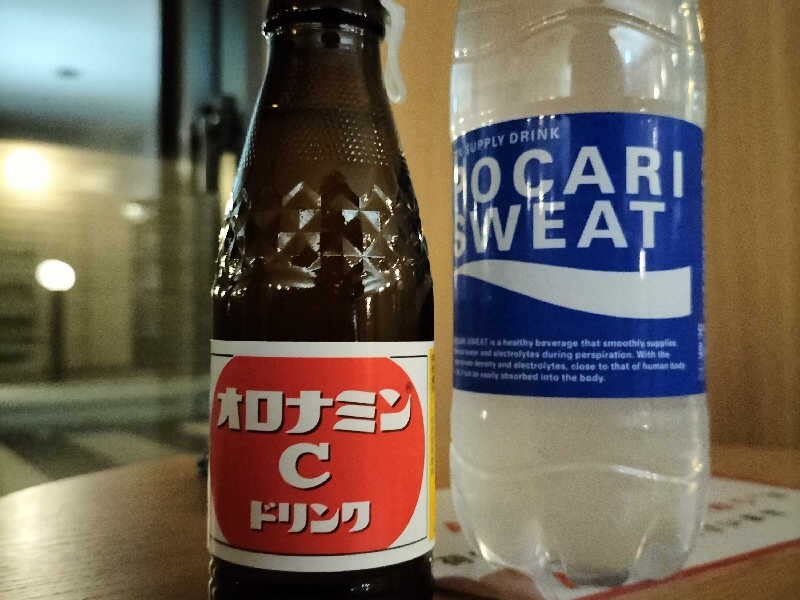 オロナミン
C
ドリンク
SUPPLY DRINK
POCARI
SWEAT
SWEAT is a healthy beverage that smoothly supplies
water and electrolytes during perspiration. With the
density and electrolytes, close to that of human body
easily absorbed into the body.